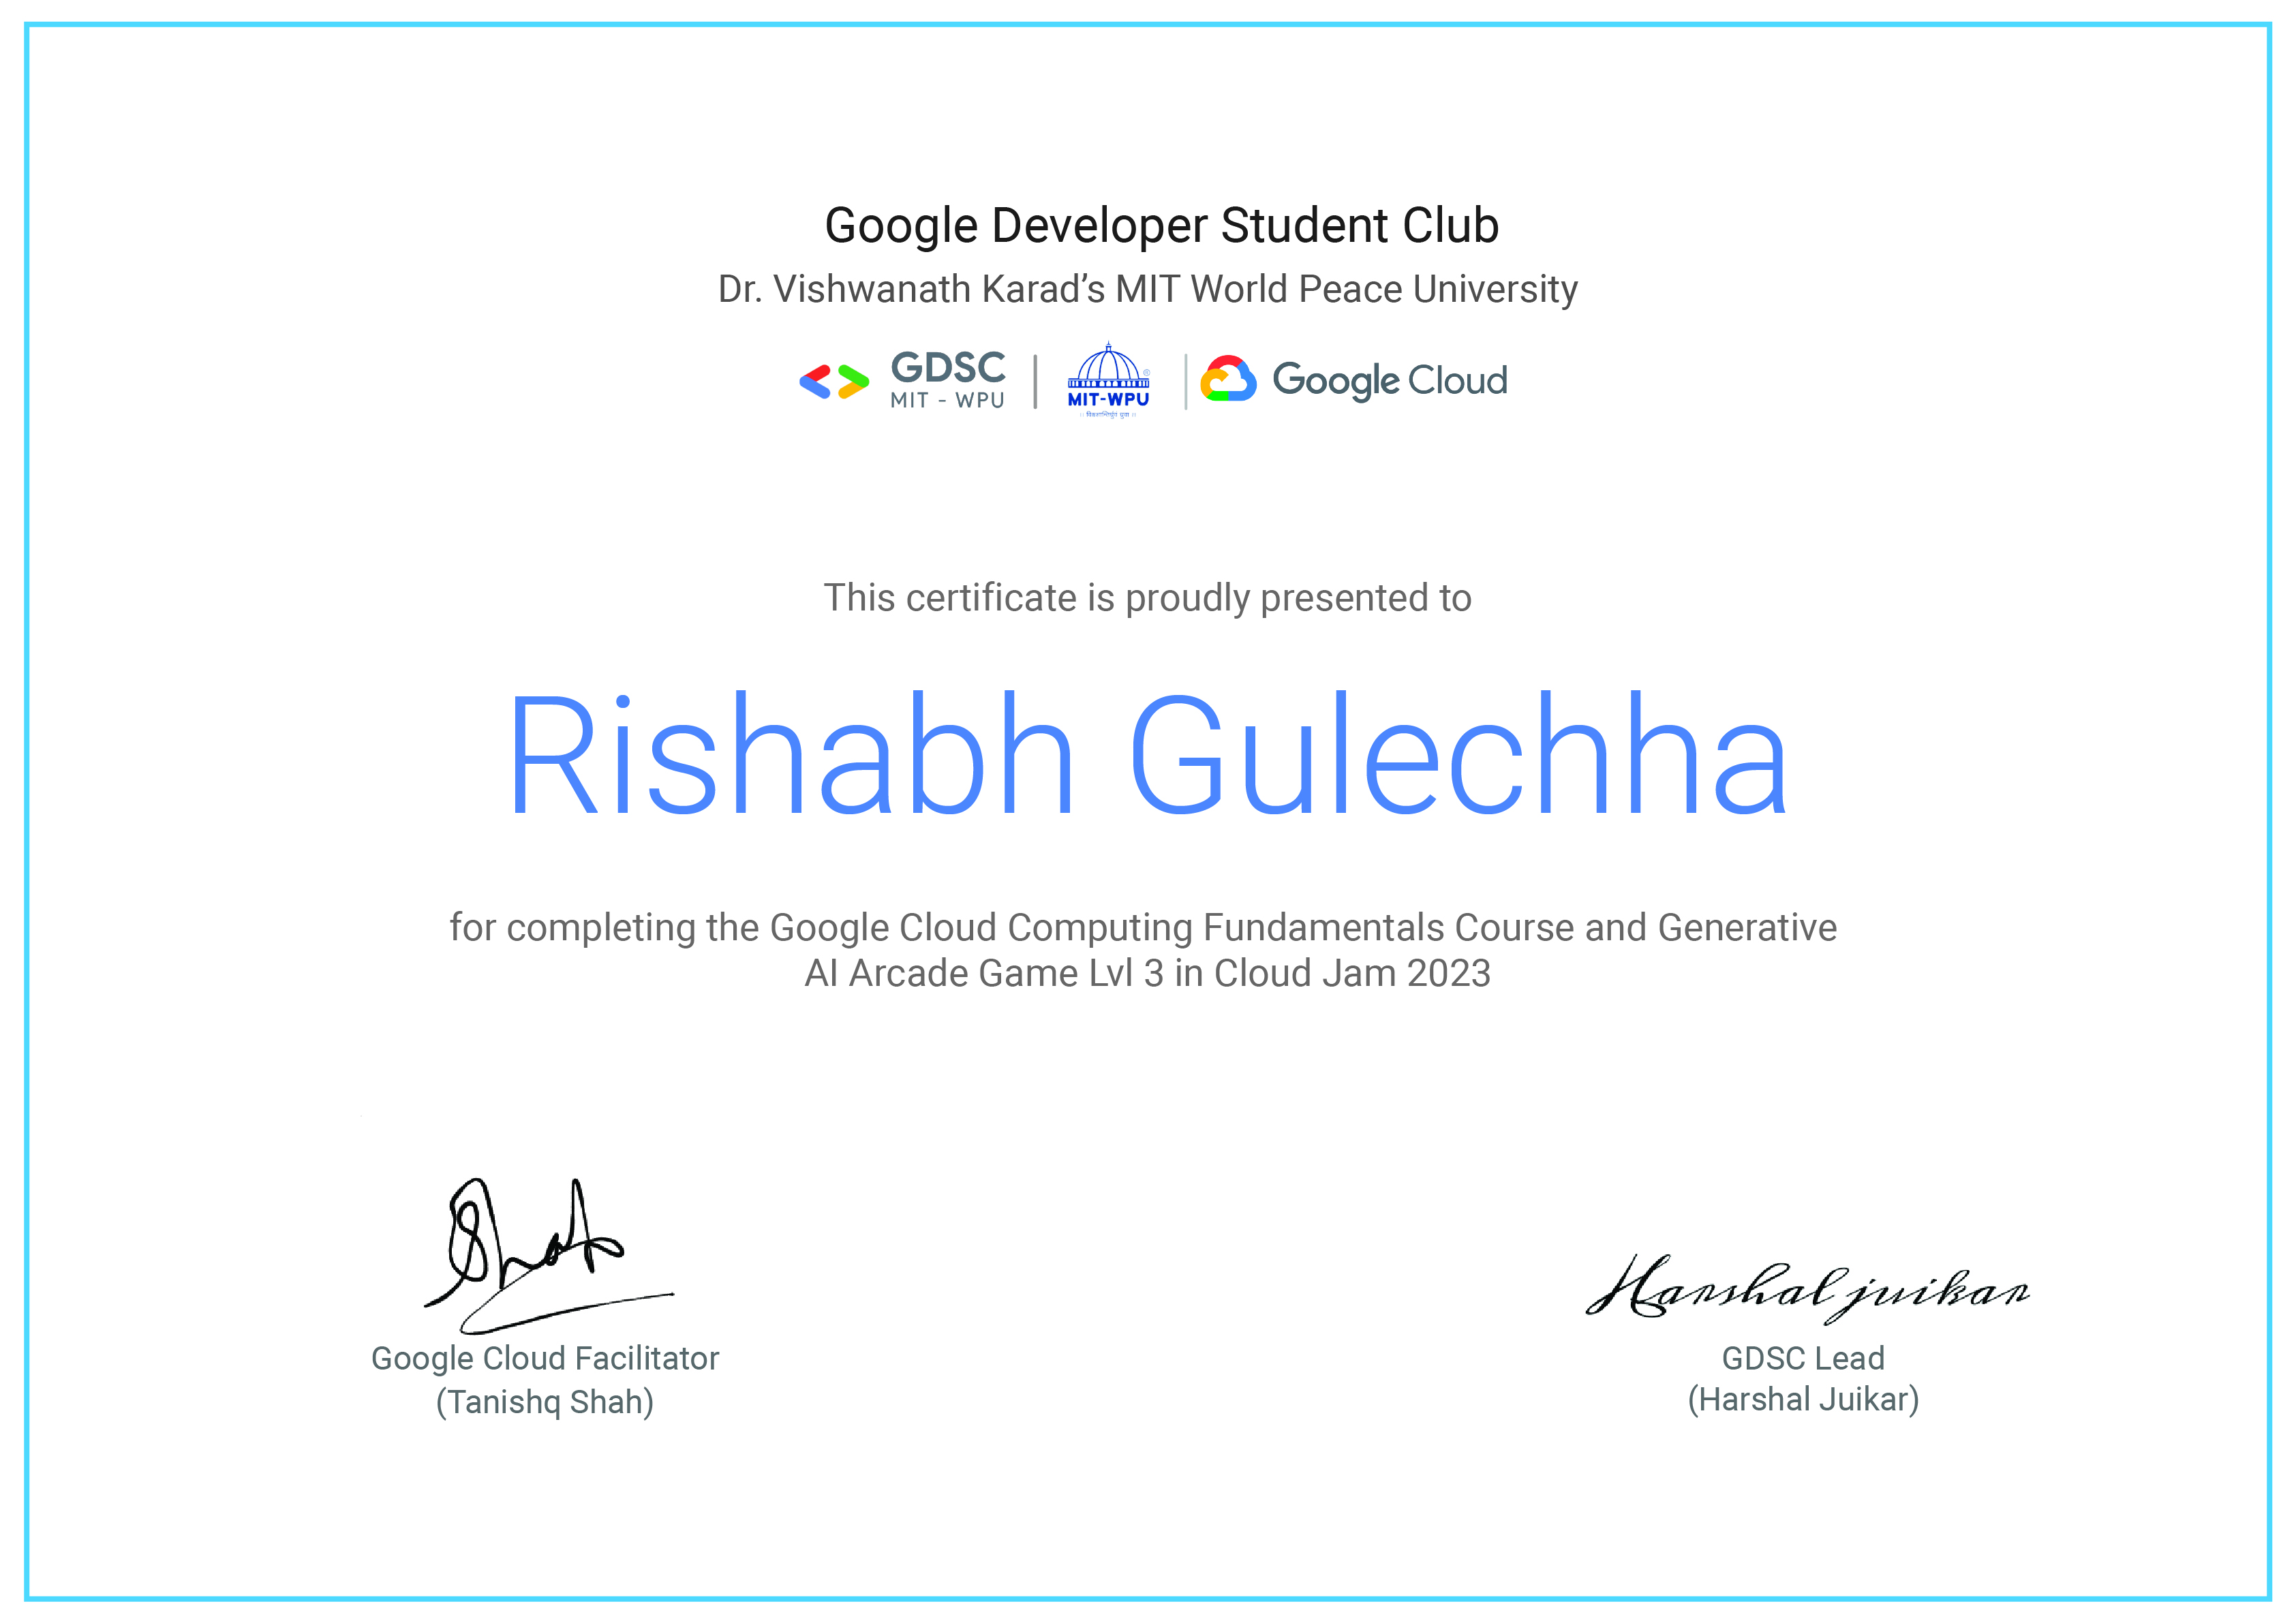 Google Developer Student Club
Dr. Vishwanath Karad’s MIT World Peace University
GDSC
MIT - WPU
MIT-WPU
Google Cloud
This certificate is proudly presented to
Rishabh Gulechha
for completing the Google Cloud Computing Fundamentals Course and Generative
AI Arcade Game Lvl 3 in Cloud Jam 2023
Shah
Harshal juikar
Google Cloud Facilitator
(Tanishq Shah)
GDSC Lead
(Harshal Juikar)